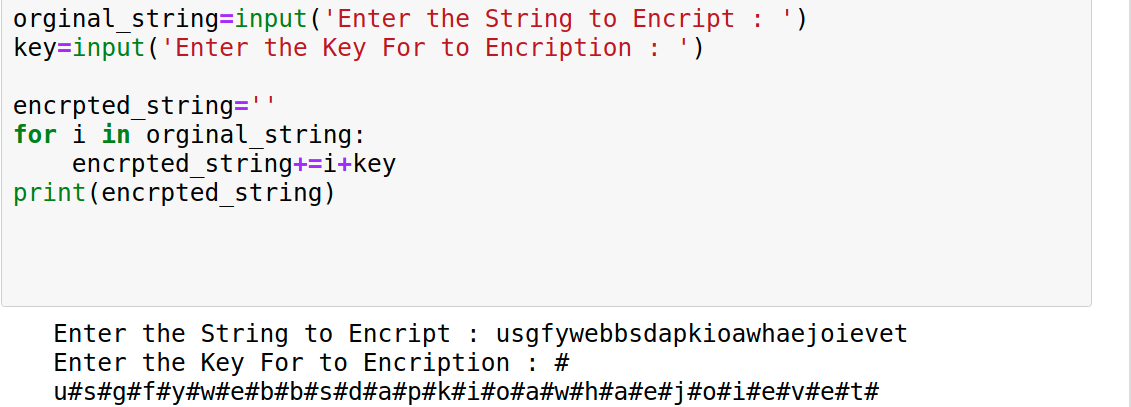 orginal_string=input('Enter the String to Encript : ')
key=input('Enter the Key For to Encription : ')
encrpted_string=''
for i in orginal_string:
    encrpted_string+=i+key
print(encrpted_string)
Enter the String to Encript : usgfywebbsdapkioawhaejoievet
Enter the Key For to Encription : #
u#s#g#f#y#w#e#b#b#s#d#a#p#k#i#o#a#w#h#a#e#j#o#i#e#v#e#t#